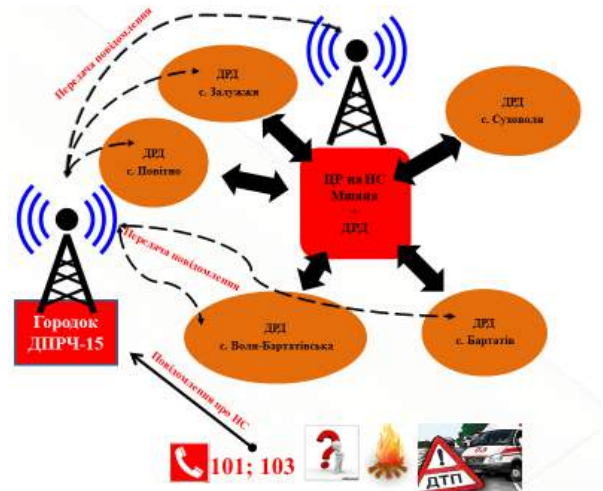 Передача повідомлення
ДРД
с. Залужжя
ДРД
с. Суховоля
ДРД
с. Повітно
ЦР на НС
Мшана
-
ДРД
Передача повідомлення
Городок
ДПРЧ-15
ДРД
с. Воля-Бартатівська
ДРД
с. Бартатів
Повідомлення про НС
101; 103
ДТП